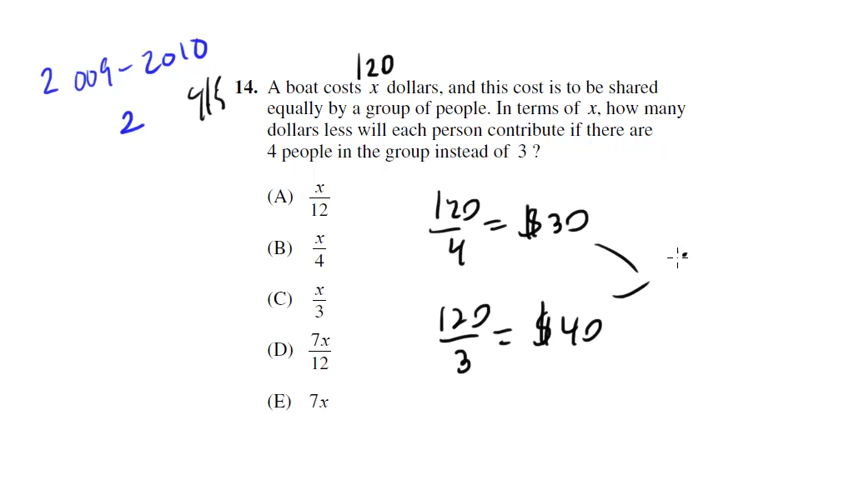 2 009-2010
2
120
14. A boat costs x dollars, and this cost is to be shared
equally by a group of people. In terms of x, how many
dollars less will each person contribute if there are
4 people in the group instead of 3 ?
(A) x/12
(B) x/4
(C) x/3
(D) 7x/12
(E) 7x
120/4 = $30
120/3 = $40